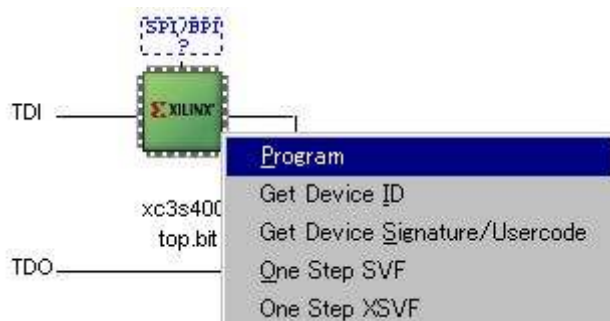 SPI/BPI
?
TDI
XILINX
Program
Get Device ID
xc3s400
Get Device Signature/Usercode
top.bit
TDO
One Step SVF
One Step XSVF